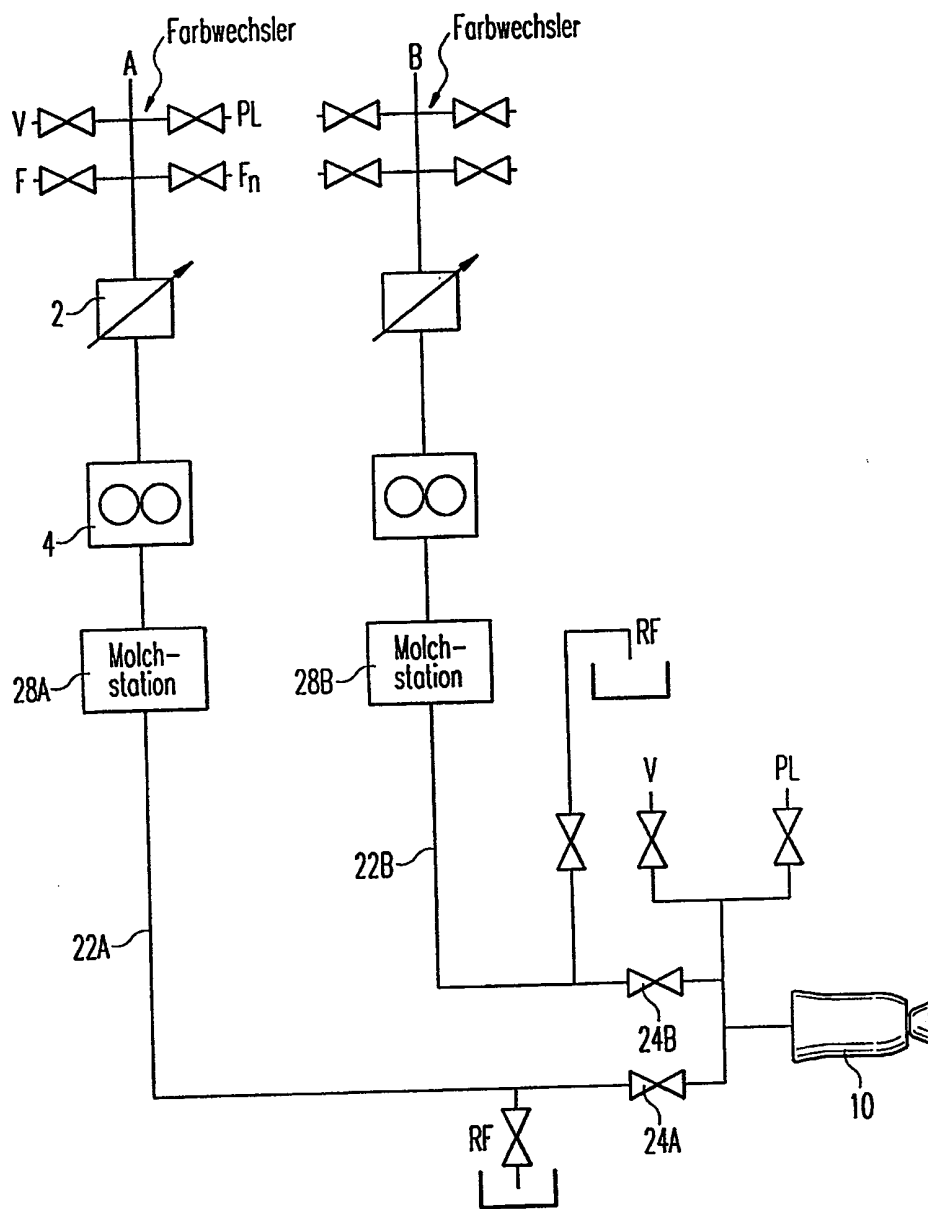 Farbwechsler
Farbwechsler
A
B
V
PL
F
Fn
2
4
Molch-
station
28A
Molch-
station
28B
RF
V
PL
22B
22A
24B
10
24A
RF